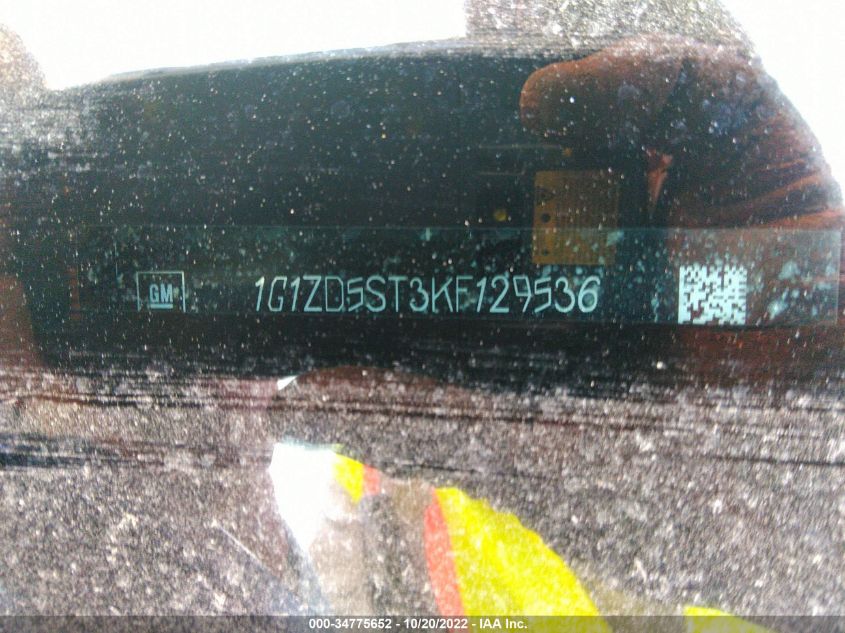 GM 1G1ZD5ST3KF129536
000-34775652 - 10/20/2022 - IAA Inc.